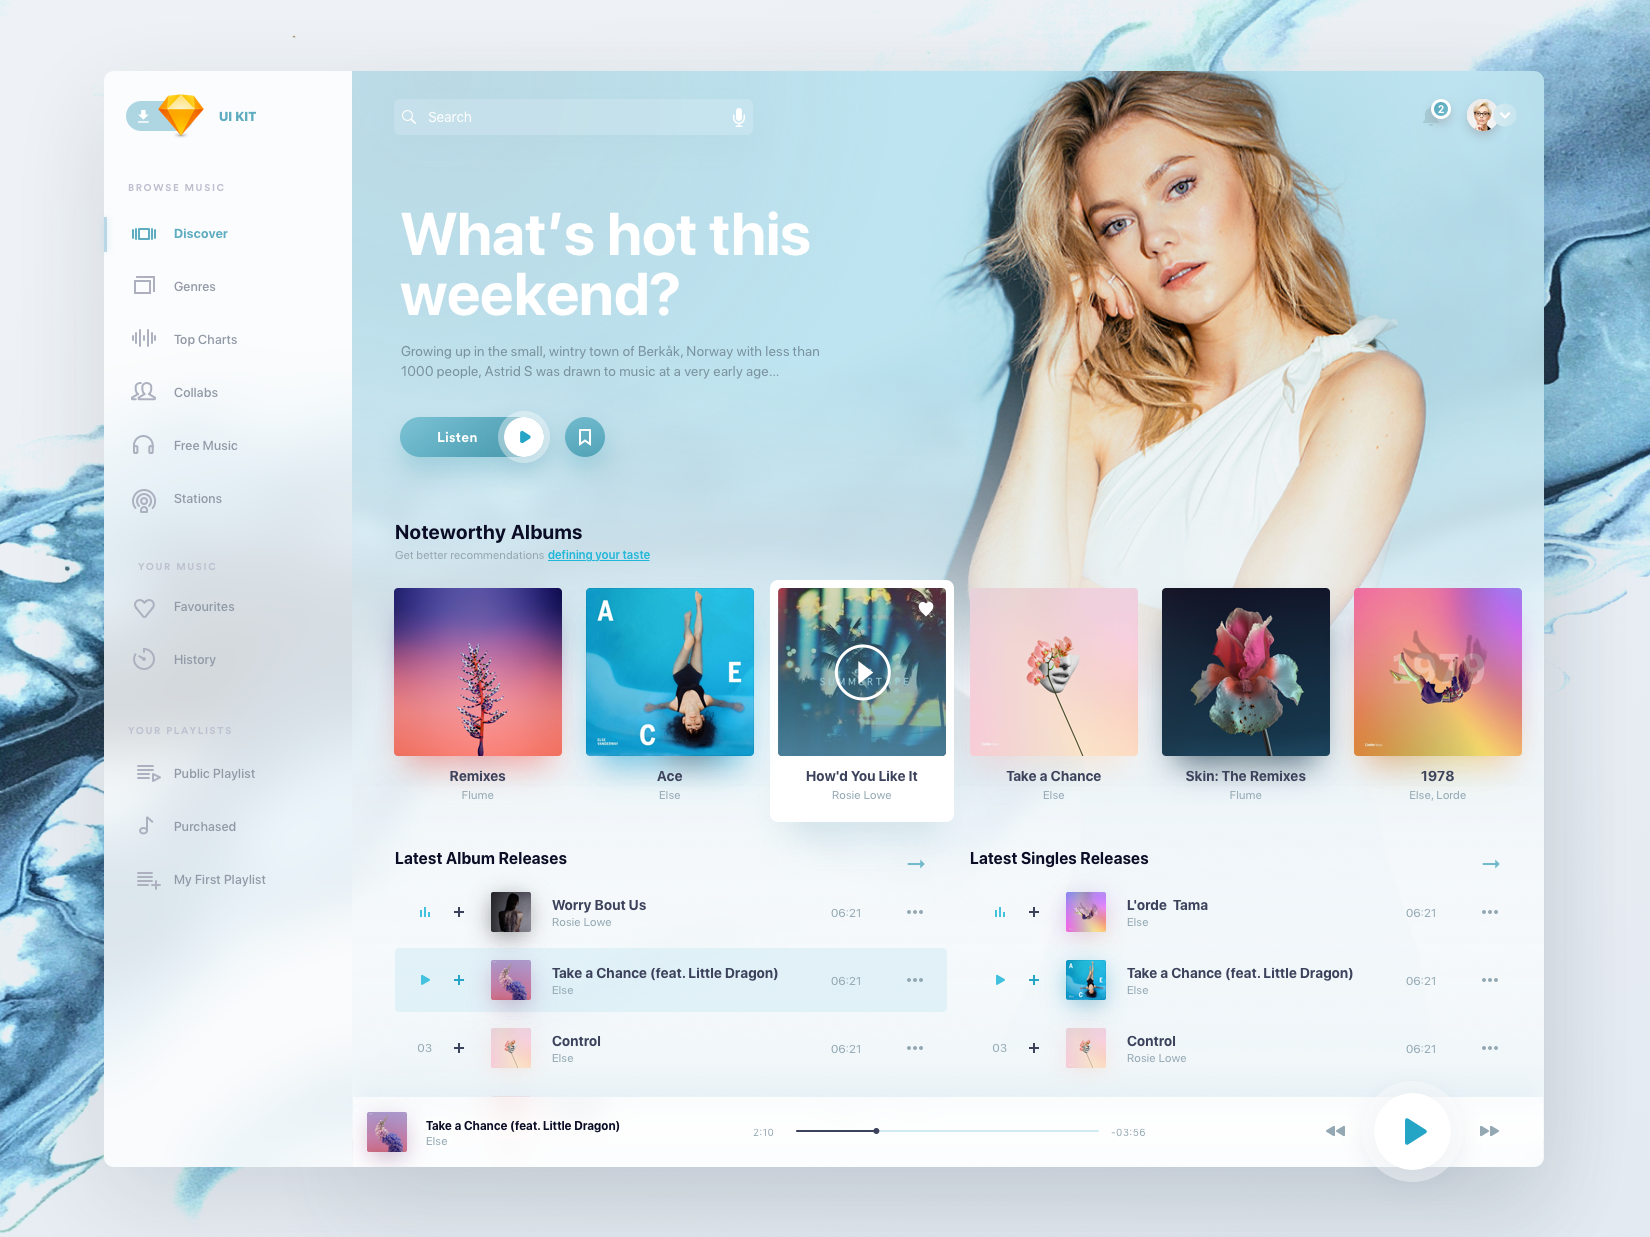 UI KIT
Search
2
BROWSE MUSIC
Discover
Genres
Top Charts
Collabs
Free Music
Stations
YOUR MUSIC
Favourites
History
YOUR PLAYLISTS
Public Playlist
Purchased
My First Playlist
What's hot this
weekend?
Growing up in the small, wintry town of Berkåk, Norway with less than
1000 people, Astrid S was drawn to music at a very early age...
Listen
Noteworthy Albums
Get better recommendations defining your taste
A
E
C
SUMMERTIME
1979
Remixes
Flume
Ace
Else
How'd You Like It
Rosie Lowe
Take a Chance
Else
Skin: The Remixes
Flume
1978
Else, Lorde
Latest Album Releases
Worry Bout Us
Rosie Lowe
06:21
Take a Chance (feat. Little Dragon)
Else
06:21
03
Control
Else
06:21
Latest Singles Releases
L'orde Tama
Else
06:21
A
E
C
Take a Chance (feat. Little Dragon)
Else
06:21
03
Control
Rosie Lowe
06:21
Take a Chance (feat. Little Dragon)
Else
2:10
-03:56